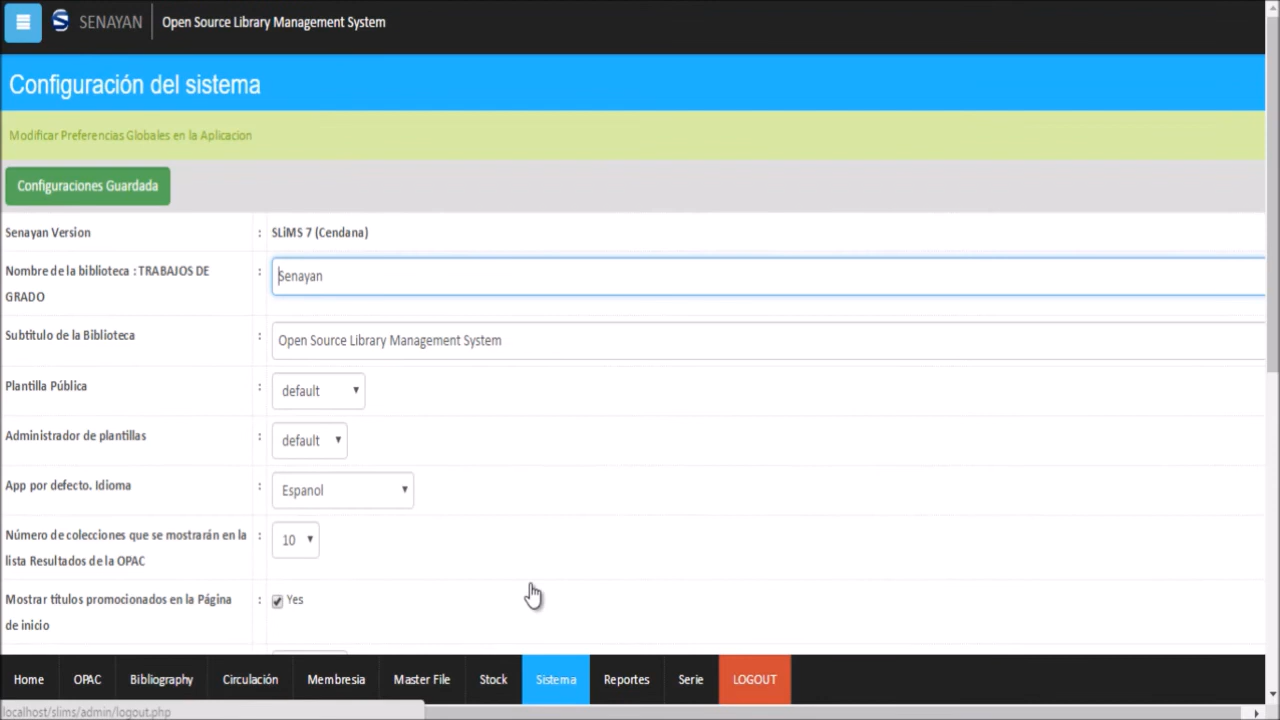 SENAYAN Open Source Library Management System
Configuración del sistema
Modificar Preferencias Globales en la Aplicacion
Configuraciones Guardada
Senayan Version : SLiMS 7 (Cendana)
Nombre de la biblioteca : TRABAJOS DE
GRADO
: Senayan
Subtitulo de la Biblioteca : Open Source Library Management System
Plantilla Pública : default
Administrador de plantillas : default
App por defecto. Idioma : Espanol
Número de colecciones que se mostrarán en la
lista Resultados de la OPAC
: 10
Mostrar títulos promocionados en la Página
de inicio
: Yes
Home OPAC Bibliography Circulación Membresia Master File Stock Sistema Reportes Serie LOGOUT
localhost/slims/admin/logout.php